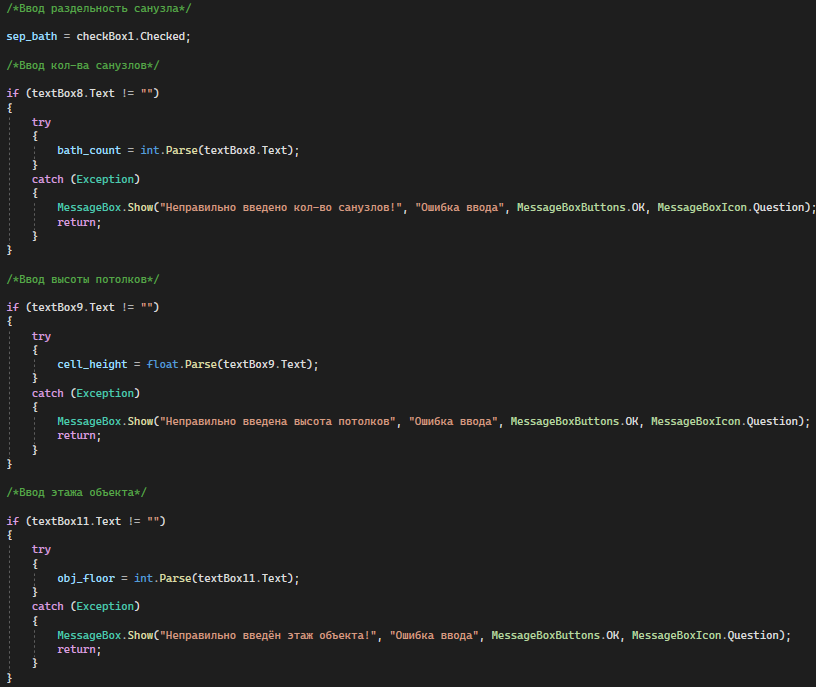 /*Ввод раздельность санузла*/
sep_bath = checkBox1.Checked;
/*Ввод кол-ва санузлов*/
if (textBox8.Text != "")
{
try
{
bath_count = int.Parse(textBox8.Text);
}
catch (Exception)
{
MessageBox.Show("Неправильно введено кол-во санузлов!", "Ошибка ввода", MessageBoxButtons.OK, MessageBoxIcon.Question);
return;
}
}
/*Ввод высоты потолков*/
if (textBox9.Text != "")
{
try
{
cell_height = float.Parse(textBox9.Text);
}
catch (Exception)
{
MessageBox.Show("Неправильно введена высота потолков", "Ошибка ввода", MessageBoxButtons.OK, MessageBoxIcon.Question);
return;
}
}
/*Ввод этажа объекта*/
if (textBox11.Text != "")
{
try
{
obj_floor = int.Parse(textBox11.Text);
}
catch (Exception)
{
MessageBox.Show("Неправильно введён этаж объекта!", "Ошибка ввода", MessageBoxButtons.OK, MessageBoxIcon.Question);
return;
}
}